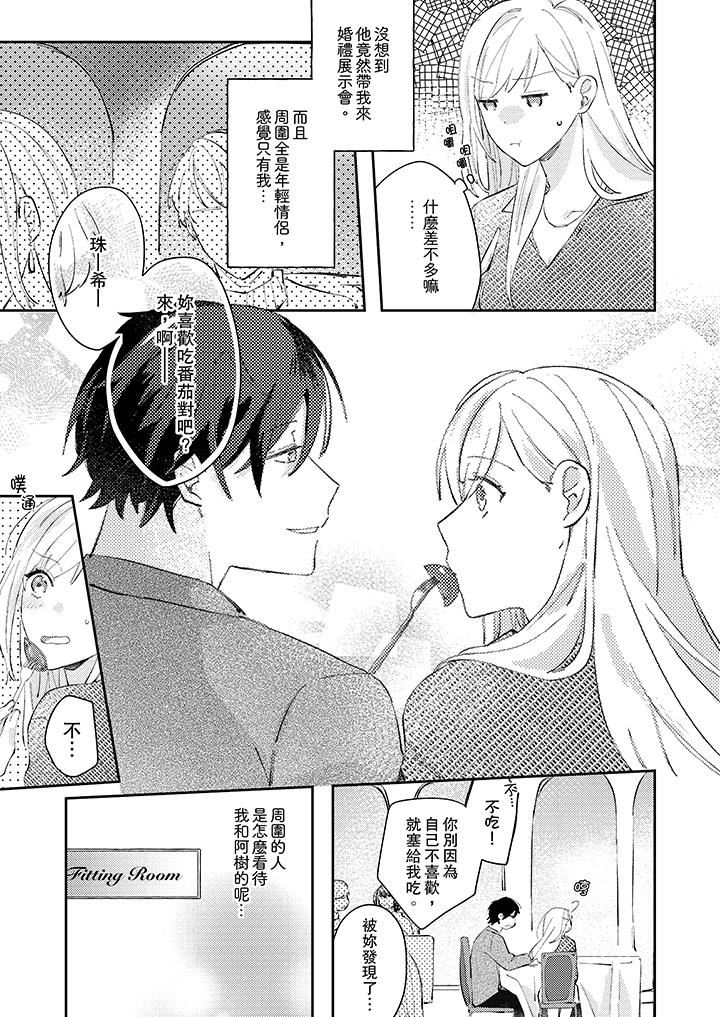 沒想到
他竟然帶我來
婚禮展示會。
咀嚼
咀嚼
什麼差不多嘛
……
而且
周圍全是年輕情侶，
感覺只有我…
珠─希─
妳喜歡吃番茄對吧？
來，啊──
噗通
不…
不…
不吃！
你別因為
自己不喜歡，
就塞給我吃。
被妳發現了…
周圍的人
是怎麼看待
我和阿樹的呢…
Fitting Room